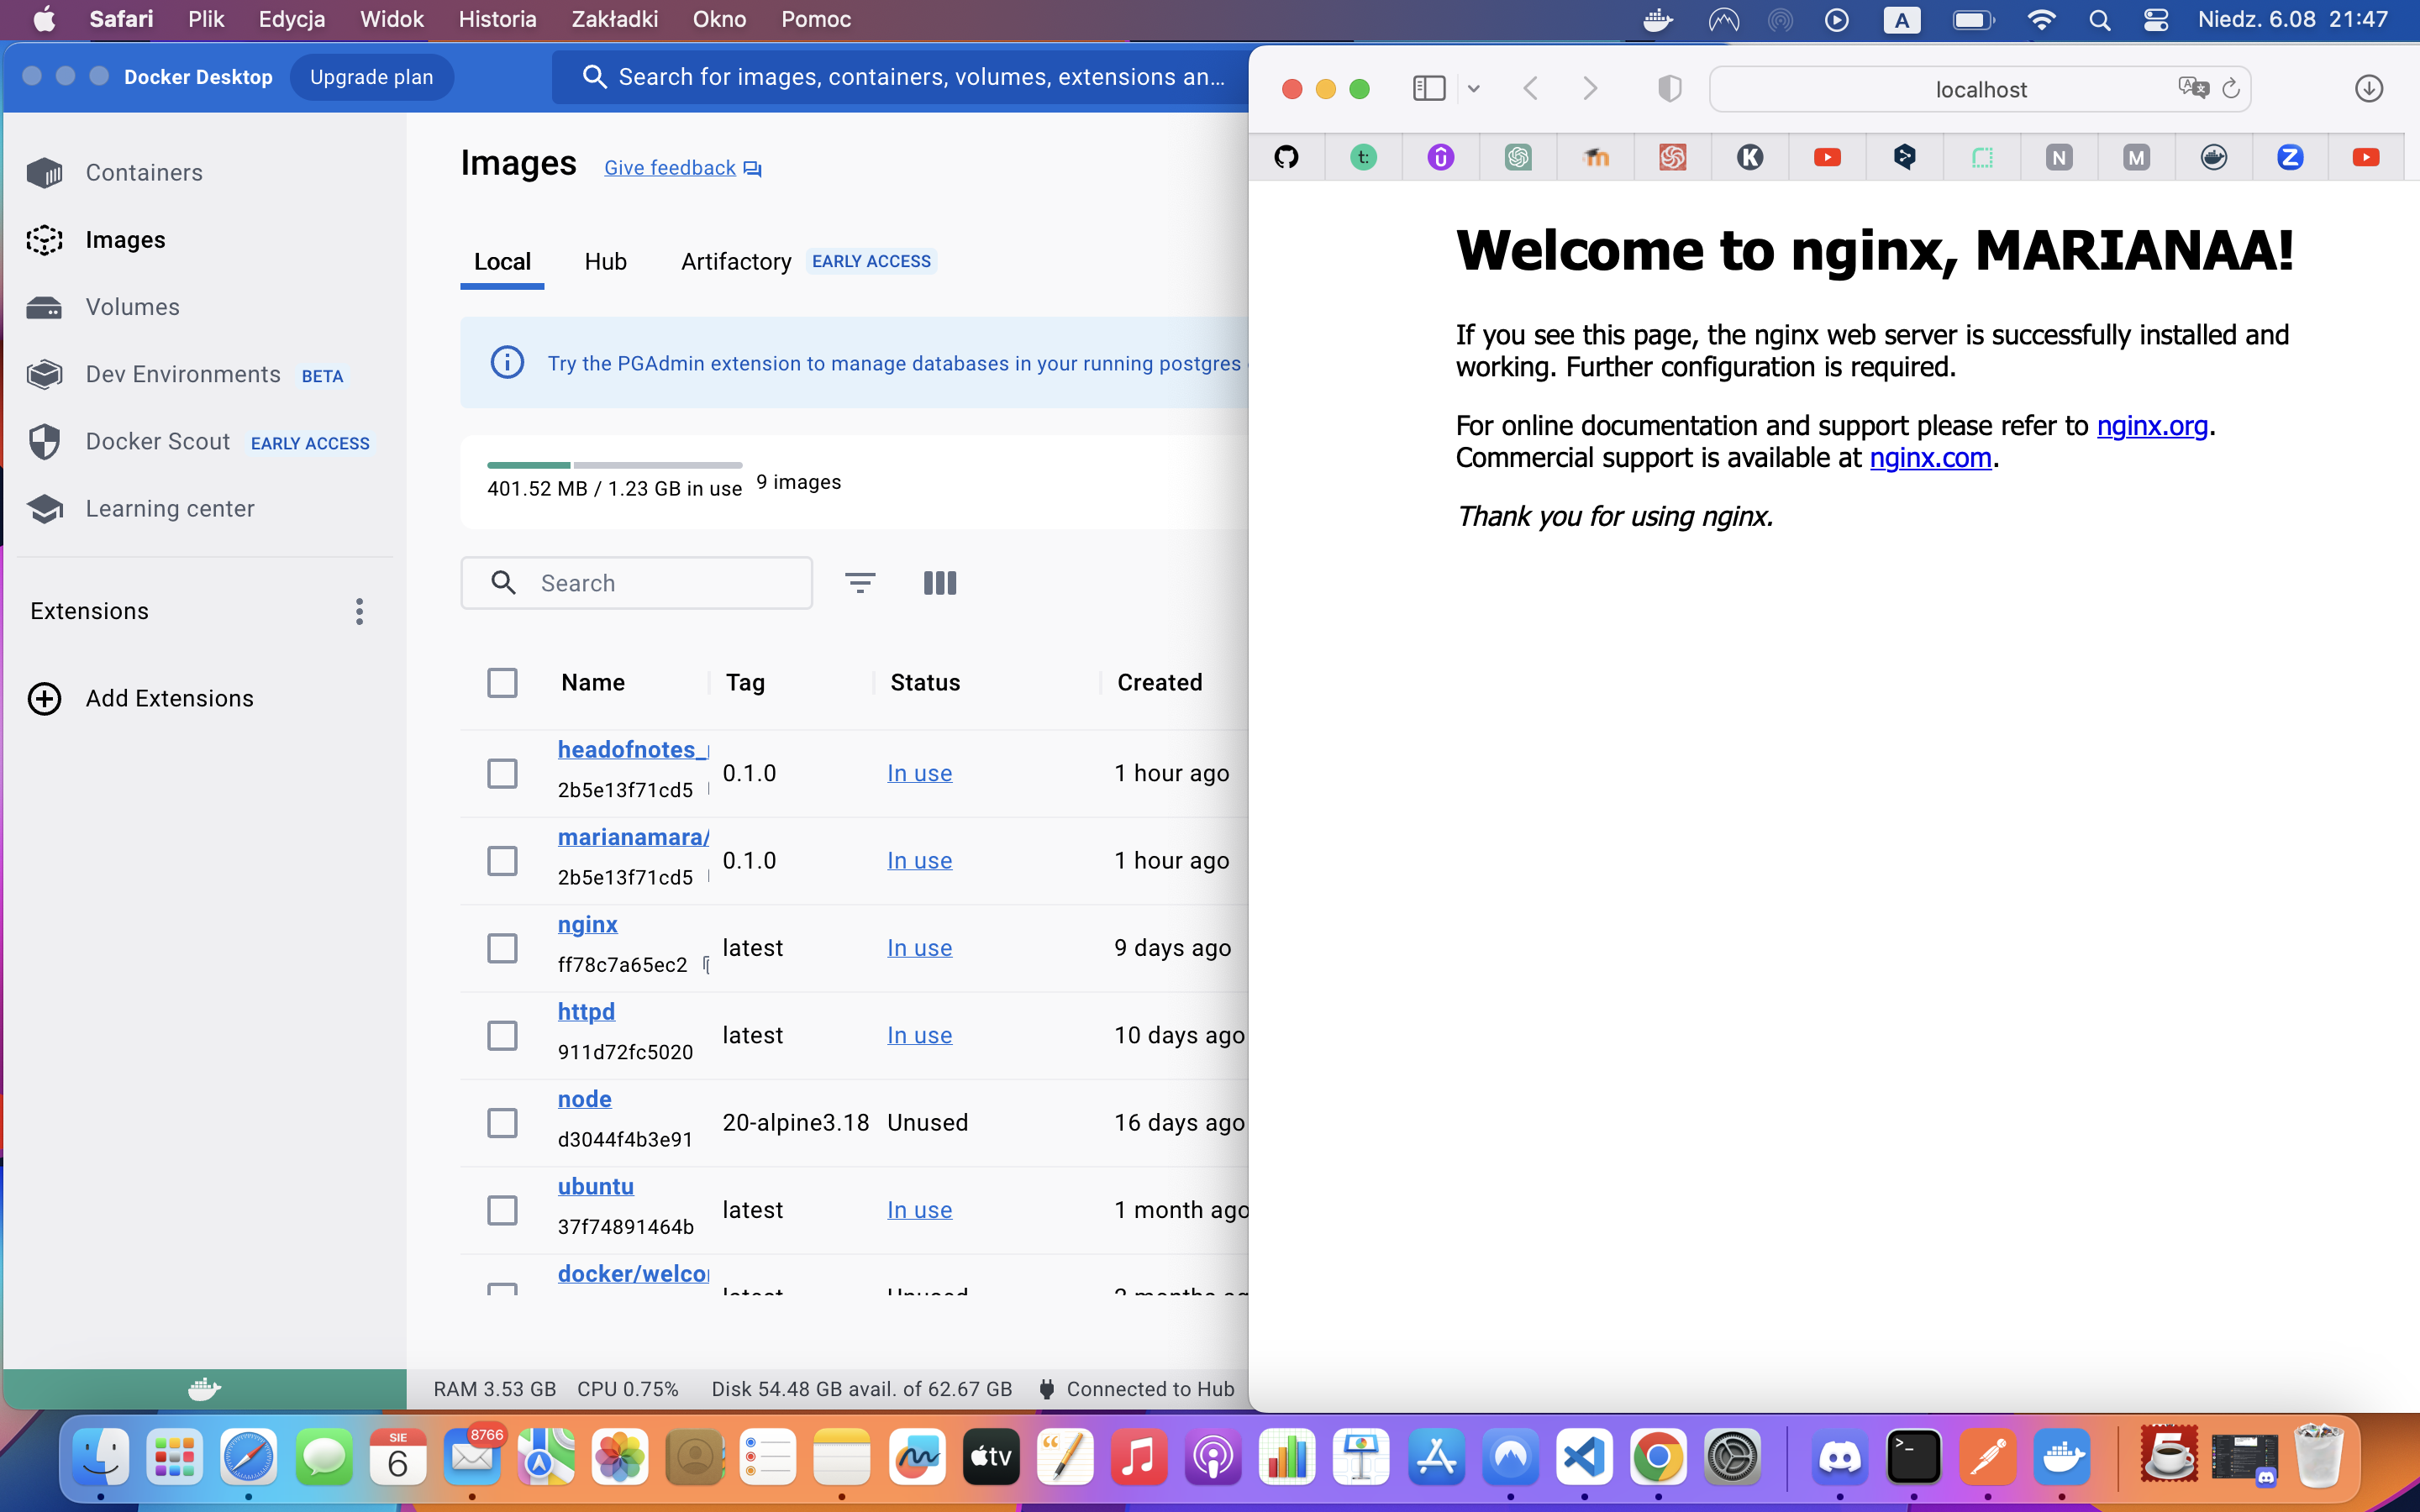 Safari Plik Edycja Widok Historia Zakładki Okno Pomoc
A
Niedz. 6.08 21:47
Docker Desktop
Upgrade plan
Search for images, containers, volumes, extensions an...
Containers
Images
Volumes
Dev Environments BETA
Docker Scout EARLY ACCESS
Learning center
Extensions
Add Extensions
Images
Give feedback
Local
Hub
Artifactory EARLY ACCESS
Try the PGAdmin extension to manage databases in your running postgres
401.52 MB / 1.23 GB in use
9 images
Search
Name Tag Status Created
headofnotes_
2b5e13f71cd5
0.1.0 In use 1 hour ago
marianamara/
2b5e13f71cd5
0.1.0 In use 1 hour ago
nginx
ff78c7a65ec2
latest In use 9 days ago
httpd
911d72fc5020
latest In use 10 days ago
node
d3044f4b3e91
20-alpine3.18 Unused 16 days ago
ubuntu
37f74891464b
latest In use 1 month ago
docker/welco
latest Unused
RAM 3.53 GB CPU 0.75% Disk 54.48 GB avail. of 62.67 GB Connected to Hub
localhost
t: K N M Z
Welcome to nginx, MARIANAA!
If you see this page, the nginx web server is successfully installed and
working. Further configuration is required.
For online documentation and support please refer to nginx.org.
Commercial support is available at nginx.com.
Thank you for using nginx.
SIE
6
8766
tv